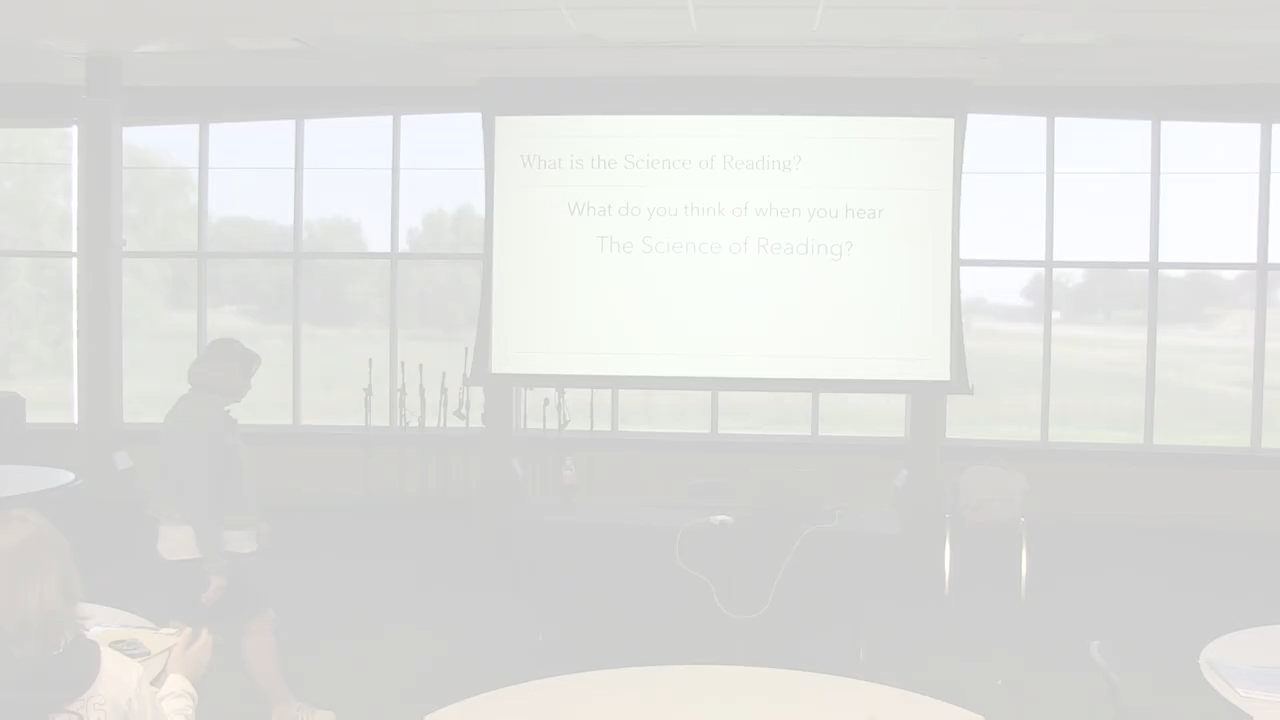 What is the Science of Reading?
What do you think of when you hear
The Science of Reading?